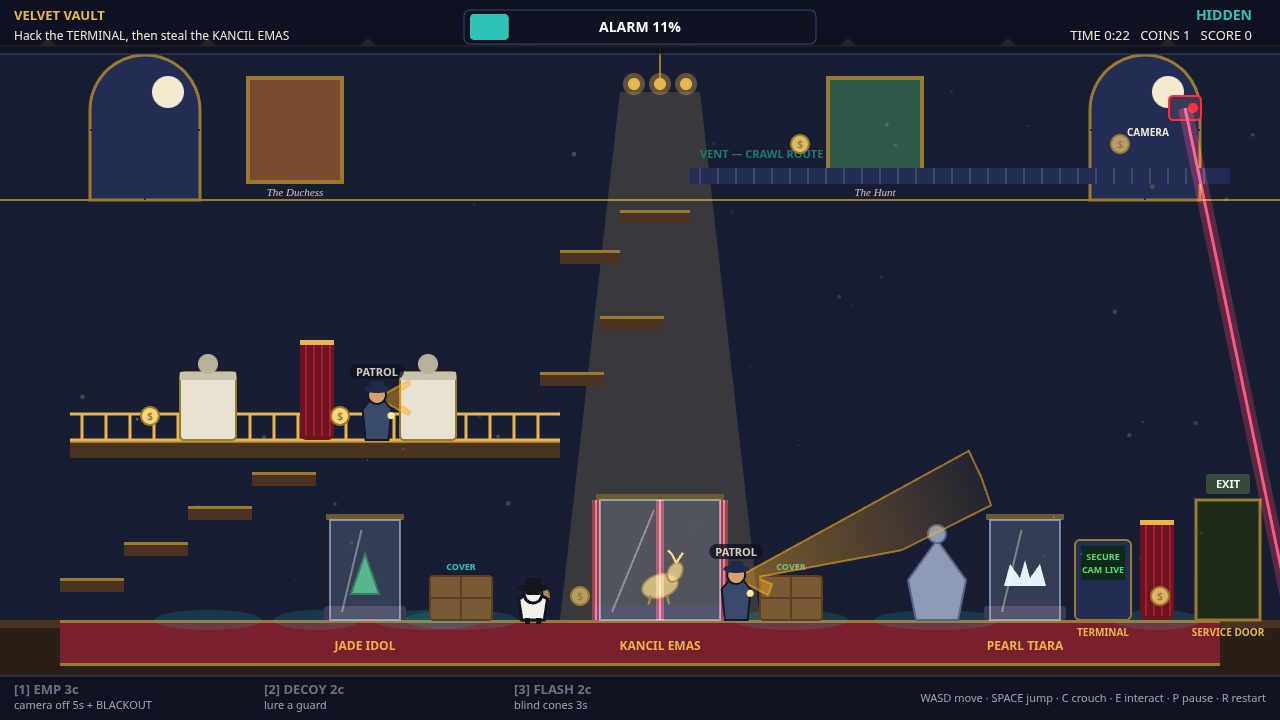 VELVET VAULT
Hack the TERMINAL, then steal the KANCIL EMAS
ALARM 11%
HIDDEN
TIME 0:22 COINS 1 SCORE 0
CAMERA
$
$
VENT — CRAWL ROUTE
The Duchess
The Hunt
PATROL
$
$
EXIT
PATROL
SECURE
CAM LIVE
COVER
COVER
$
$
TERMINAL
SERVICE DOOR
JADE IDOL
KANCIL EMAS
PEARL TIARA
[1] EMP 3c
camera off 5s + BLACKOUT
[2] DECOY 2c
lure a guard
[3] FLASH 2c
blind cones 3s
WASD move · SPACE jump · C crouch · E interact · P pause · R restart